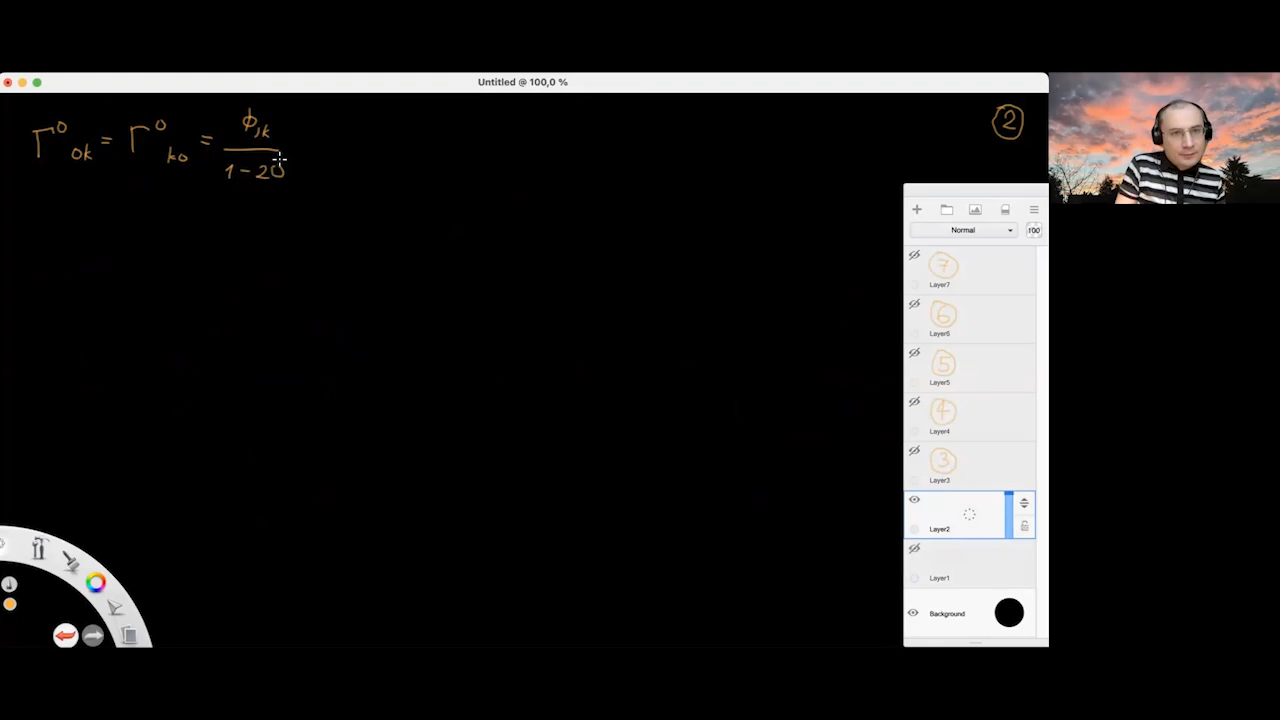 Untitled @ 100,0 %
Γ⁰₀ₖ = Γ⁰ₖ₀ = ϕ,ₖ / 1 - 20
2
Normal
100
7
Layer7
6
Layer6
5
Layer5
4
Layer4
3
Layer3
Layer2
Layer1
Background